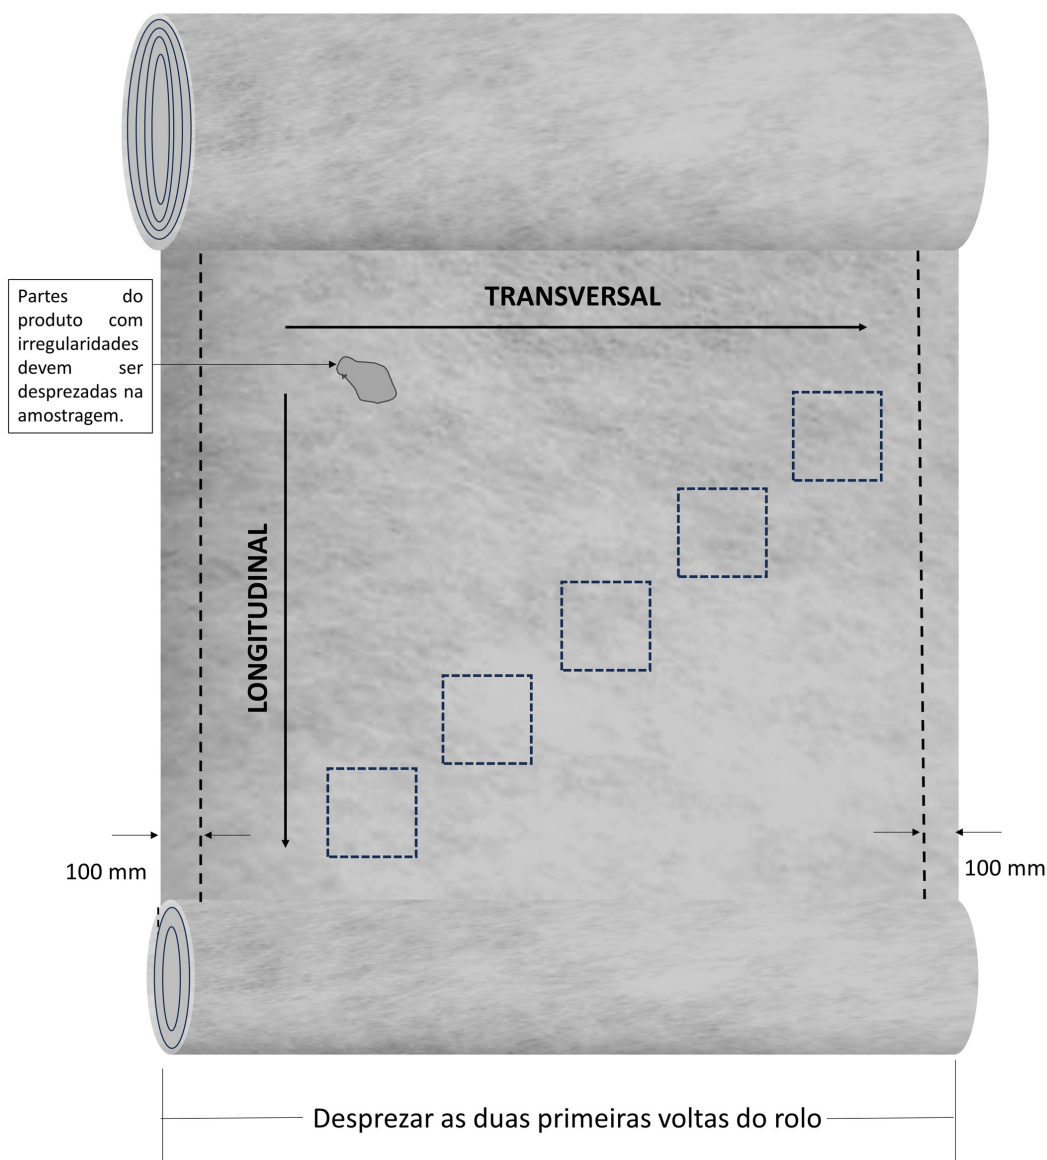 Partes do
produto com
irregularidades
devem ser
desprezadas na
amostragem.
TRANSVERSAL
LONGITUDINAL
100 mm
100 mm
Desprezar as duas primeiras voltas do rolo